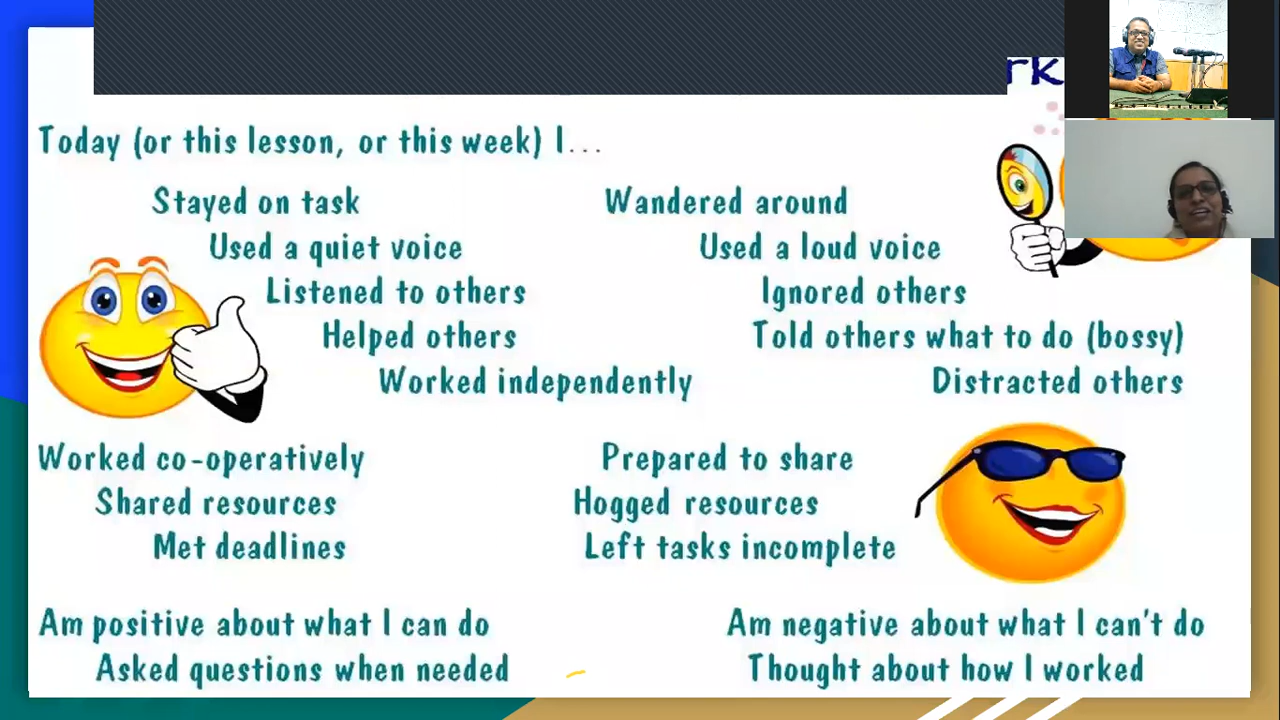 rk
Today (or this lesson, or this week) I...
Stayed on task
Wandered around
Used a quiet voice
Used a loud voice
Listened to others
Ignored others
Helped others
Told others what to do (bossy)
Worked independently
Distracted others
Worked co-operatively
Prepared to share
Shared resources
Hogged resources
Met deadlines
Left tasks incomplete
Am positive about what I can do
Am negative about what I can't do
Asked questions when needed
Thought about how I worked